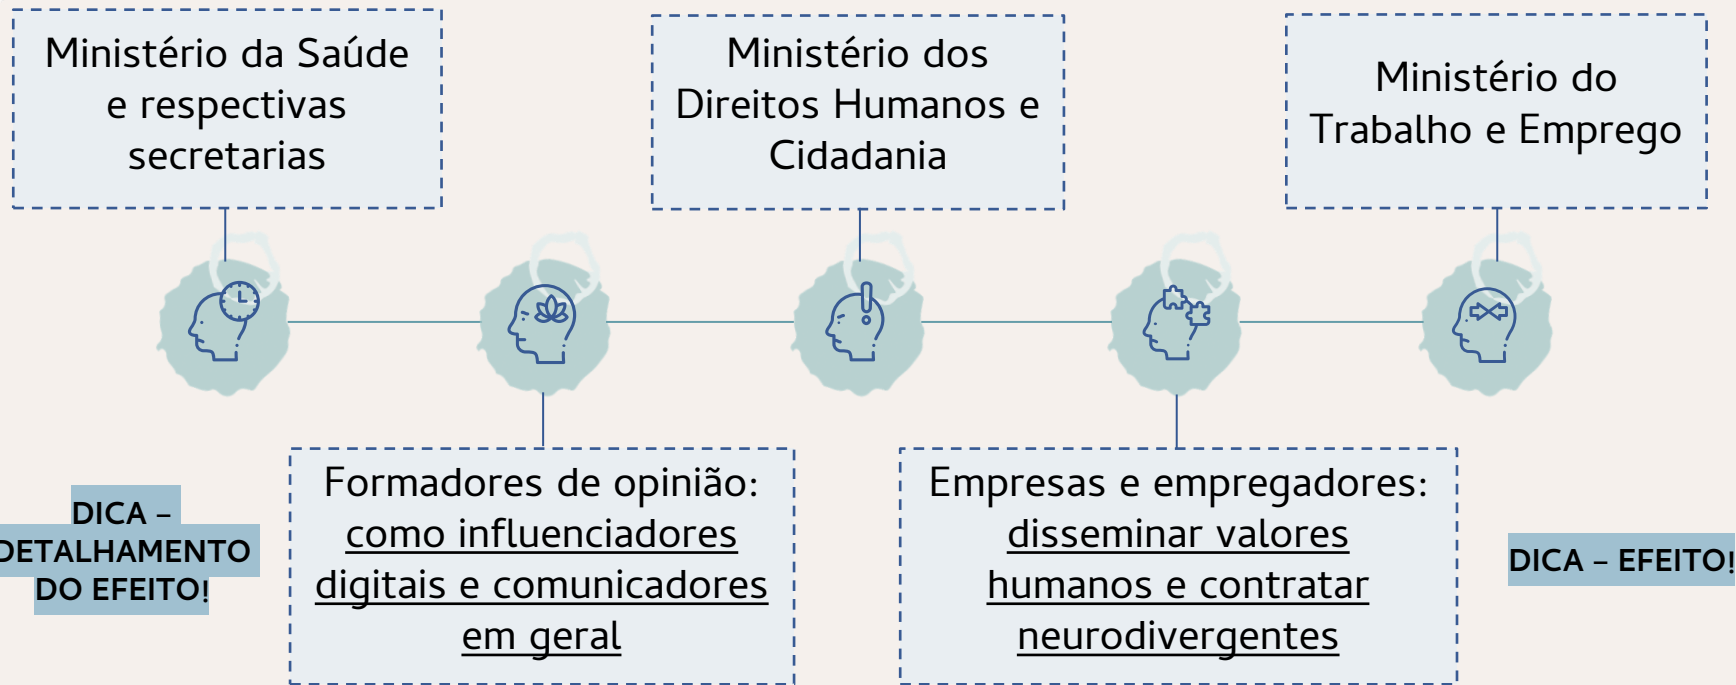 Ministério da Saúde
e respectivas
secretarias
Ministério dos
Direitos Humanos e
Cidadania
Ministério do
Trabalho e Emprego
DICA –
DETALHAMENTO
DO EFEITO!
Formadores de opinião:
como influenciadores
digitais e comunicadores
em geral
Empresas e empregadores:
disseminar valores
humanos e contratar
neurodivergentes
DICA – EFEITO!